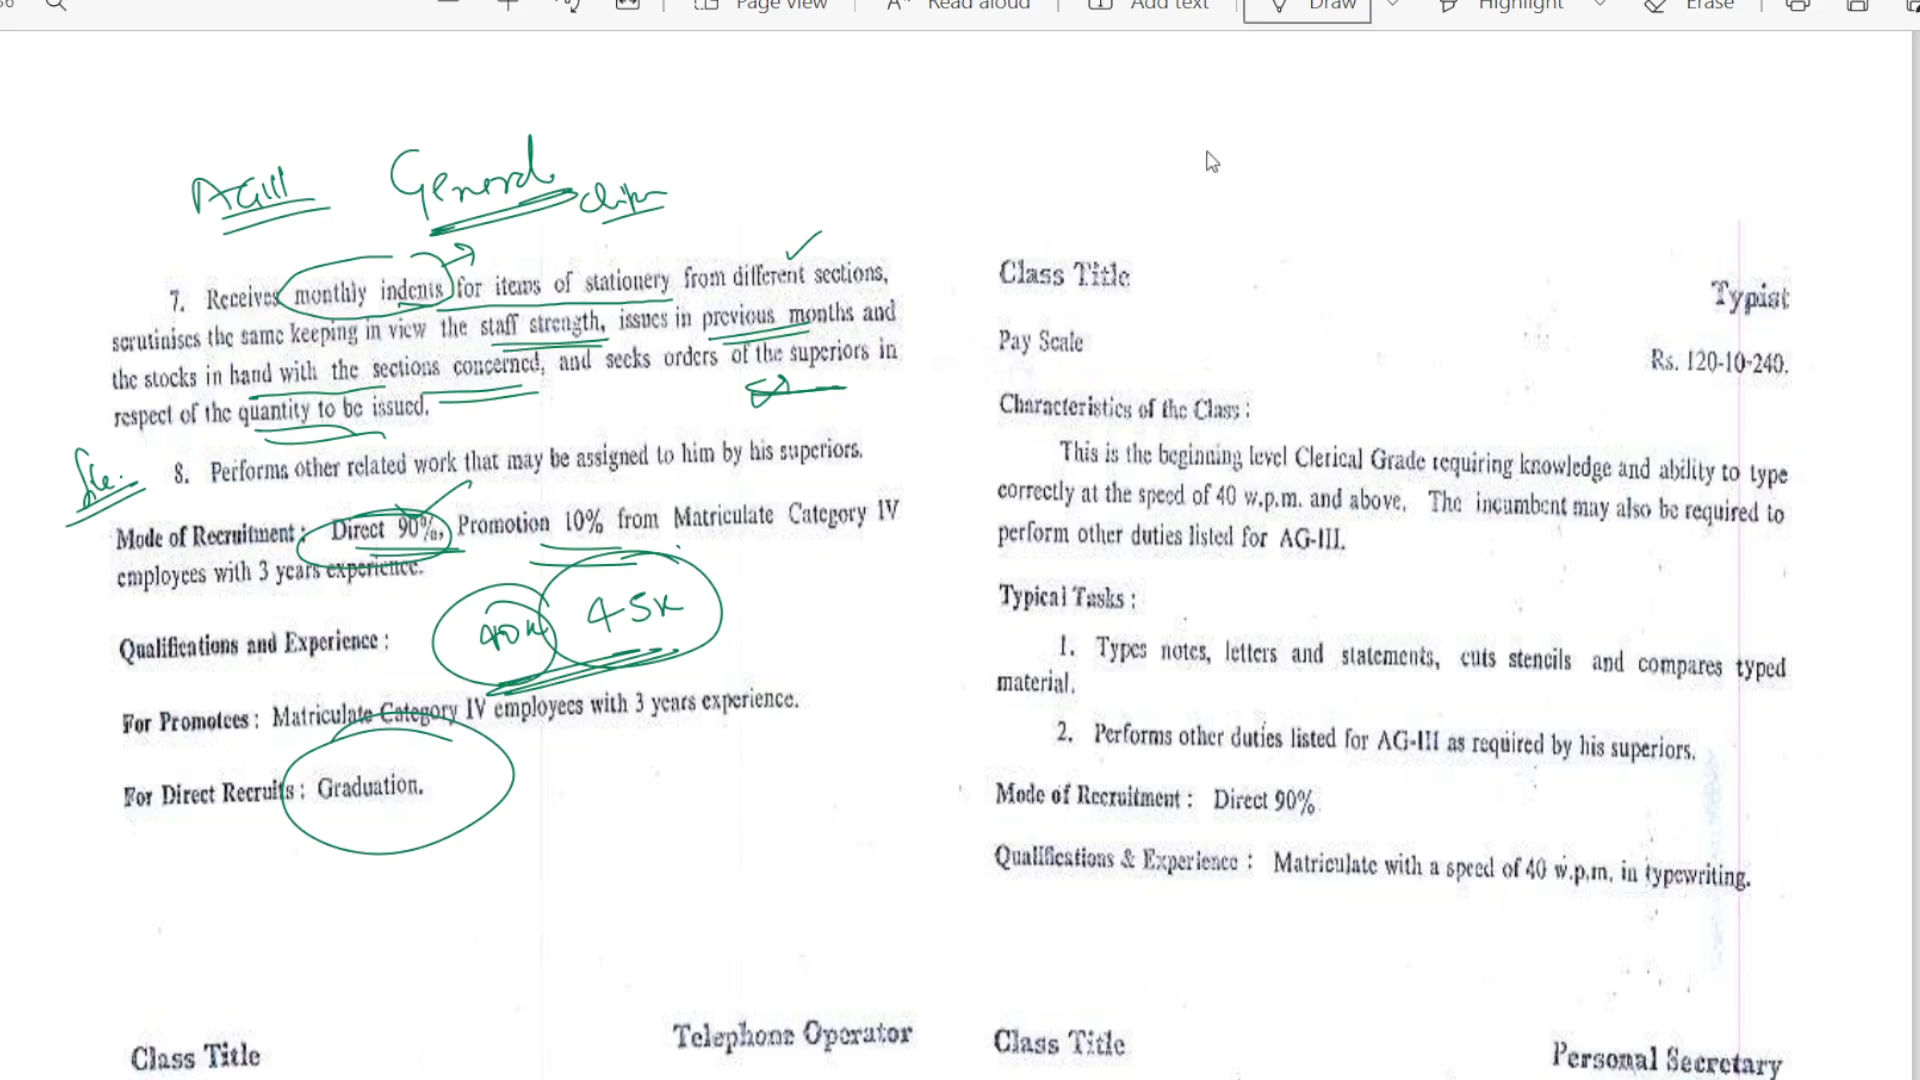 Page view
Read aloud
Add text
Draw
Highlight
Erase
AG III General
7. Receives monthly indents for items of stationery from different sections,
scrutinises the same keeping in view the staff strength, issues in previous months and
the stocks in hand with the sections concerned, and seeks orders of the superiors in
respect of the quantity to be issued.
8. Performs other related work that may be assigned to him by his superiors.
Mode of Recruitment : Direct 90%, Promotion 10% from Matriculate Category IV
employees with 3 years experience.
40K 45K
Qualifications and Experience :
For Promotees : Matriculate Category IV employees with 3 years experience.
For Direct Recruits : Graduation.
Class Title Telephone Operator
Class Title Typist
Pay Scale Rs. 120-10-240.
Characteristics of the Class :
This is the beginning level Clerical Grade requiring knowledge and ability to type
correctly at the speed of 40 w.p.m. and above. The incumbent may also be required to
perform other duties listed for AG-III.
Typical Tasks :
1. Types notes, letters and statements, cuts stencils and compares typed
material.
2. Performs other duties listed for AG-III as required by his superiors.
Mode of Recruitment : Direct 90%
Qualifications & Experience : Matriculate with a speed of 40 w.p.m. in typewriting.
Class Title Personal Secretary